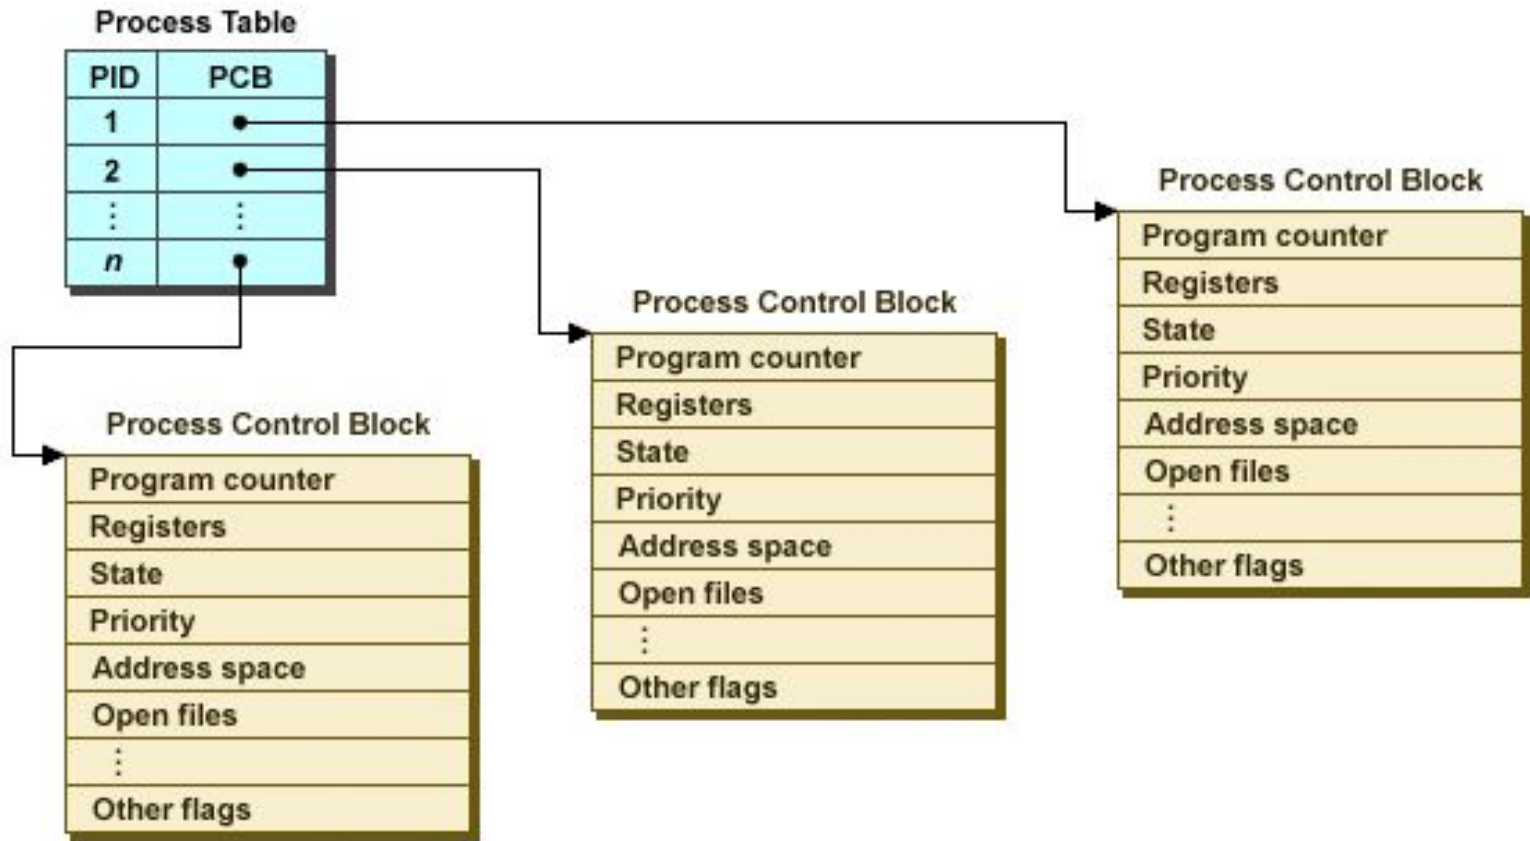 Process Table
PID PCB
1
2
⋮ ⋮
n
Process Control Block
Program counter
Registers
State
Priority
Address space
Open files
⋮
Other flags
Process Control Block
Program counter
Registers
State
Priority
Address space
Open files
⋮
Other flags
Process Control Block
Program counter
Registers
State
Priority
Address space
Open files
⋮
Other flags